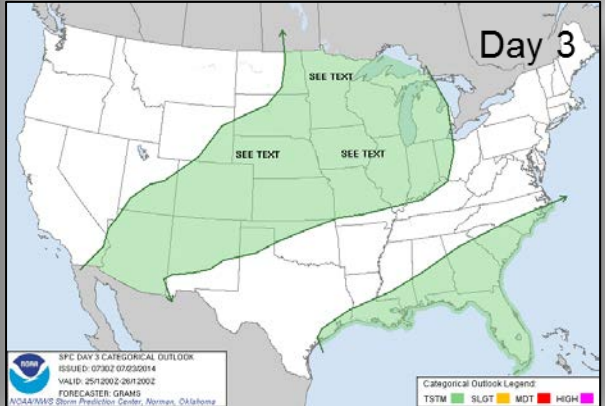 Day 3
SEE TEXT
SEE TEXT
SEE TEXT
NOAA
SPC DAY 3 CATEGORICAL OUTLOOK
ISSUED: 0730Z 07/23/2014
VALID: 25/1200Z-26/1200Z
FORECASTER: GRAMS
NOAA/NWS Storm Prediction Center, Norman, Oklahoma
Categorical Outlook Legend:
TSTM SLGT MDT HIGH